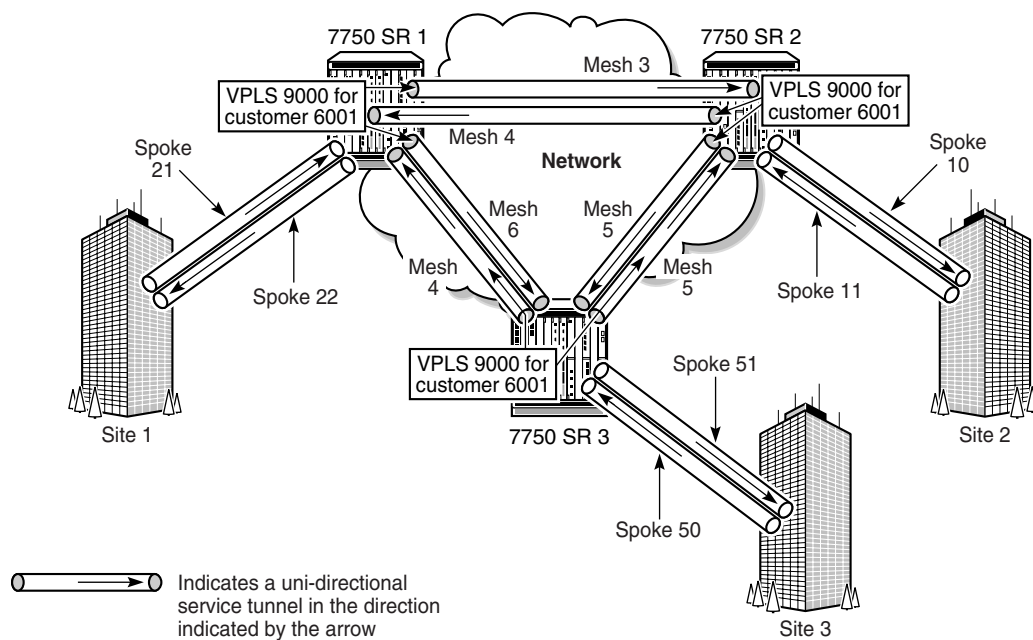 7750 SR 1
7750 SR 2
Mesh 3
VPLS 9000 for
customer 6001
VPLS 9000 for
customer 6001
Mesh 4
Network
Spoke
21
Spoke
10
Mesh
6
Mesh
5
Mesh
4
Mesh
5
Spoke 22
Spoke 11
VPLS 9000 for
customer 6001
Spoke 51
Site 1
7750 SR 3
Site 2
Spoke 50
Indicates a uni-directional
service tunnel in the direction
indicated by the arrow
Site 3